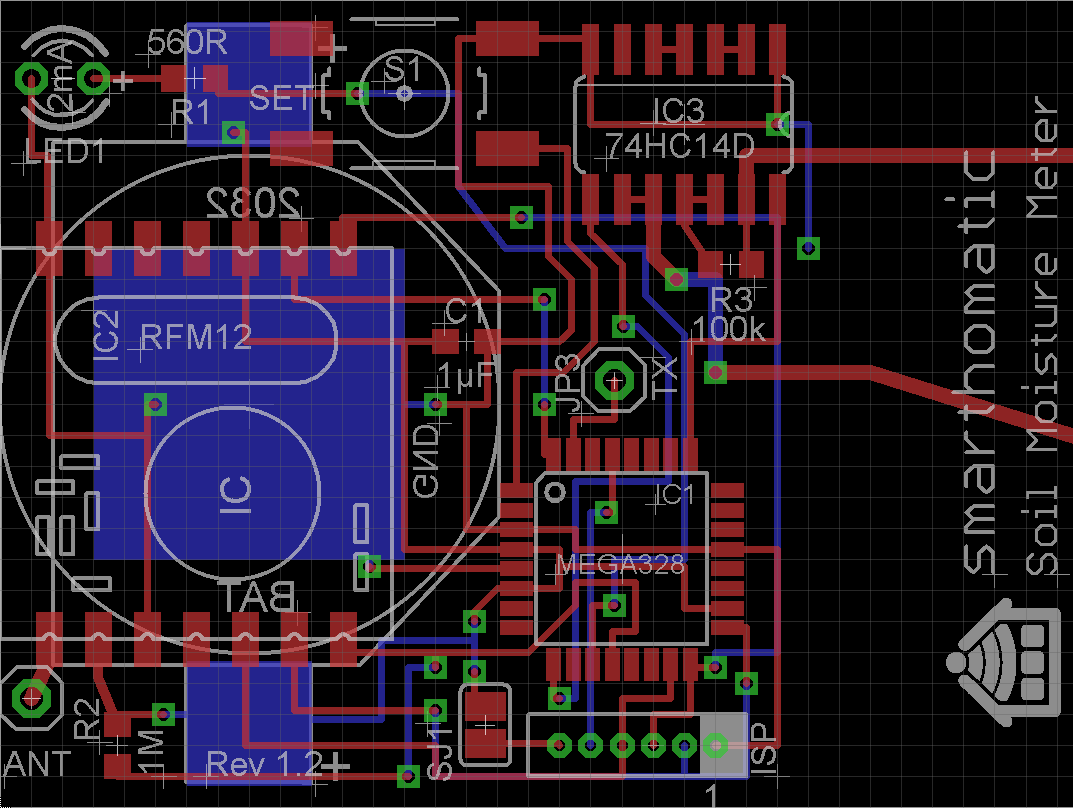 2mA
560R
+
S1
SET
+
R1
IC3
74HC14D
LED1
2032
R3
100k
C1
1µF
IC2
RFM12
JP3
TX
GND
IC
IC1
MEGA328
BAT
smartnomatic
Soil Moisture Meter
R2
1M
ANT
Rev 1.2
+
SJ1
ISP
1